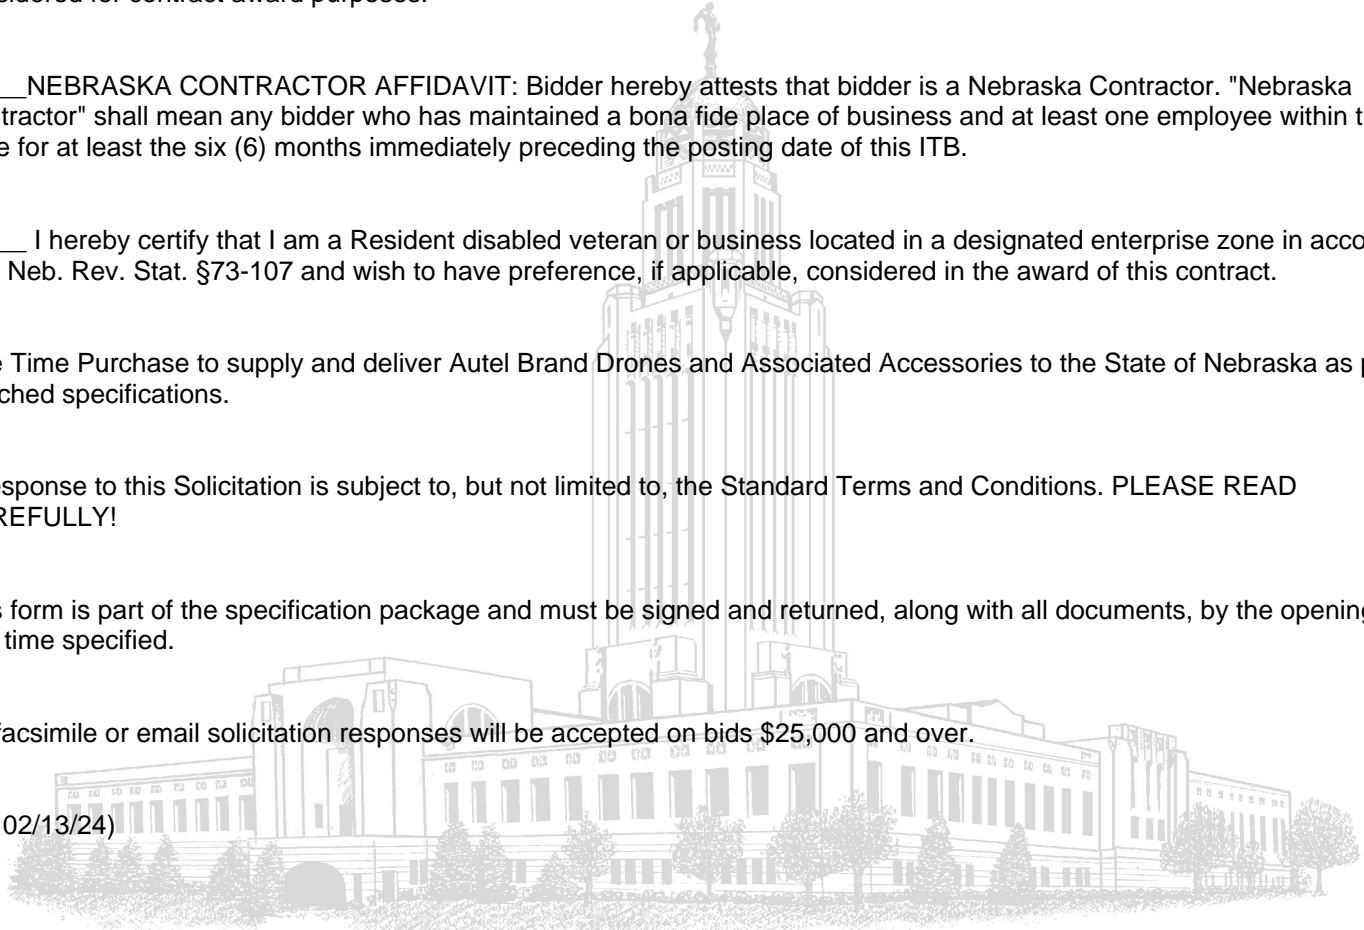 sidered for contract award purposes.
__NEBRASKA CONTRACTOR AFFIDAVIT: Bidder hereby attests that bidder is a Nebraska Contractor. "Nebraska
tractor" shall mean any bidder who has maintained a bona fide place of business and at least one employee within t
e for at least the six (6) months immediately preceding the posting date of this ITB.
__ I hereby certify that I am a Resident disabled veteran or business located in a designated enterprise zone in acco
Neb. Rev. Stat. §73-107 and wish to have preference, if applicable, considered in the award of this contract.
e Time Purchase to supply and deliver Autel Brand Drones and Associated Accessories to the State of Nebraska as p
ched specifications.
esponse to this Solicitation is subject to, but not limited to, the Standard Terms and Conditions. PLEASE READ
REFULLY!
s form is part of the specification package and must be signed and returned, along with all documents, by the opening
time specified.
facsimile or email solicitation responses will be accepted on bids $25,000 and over.
02/13/24)